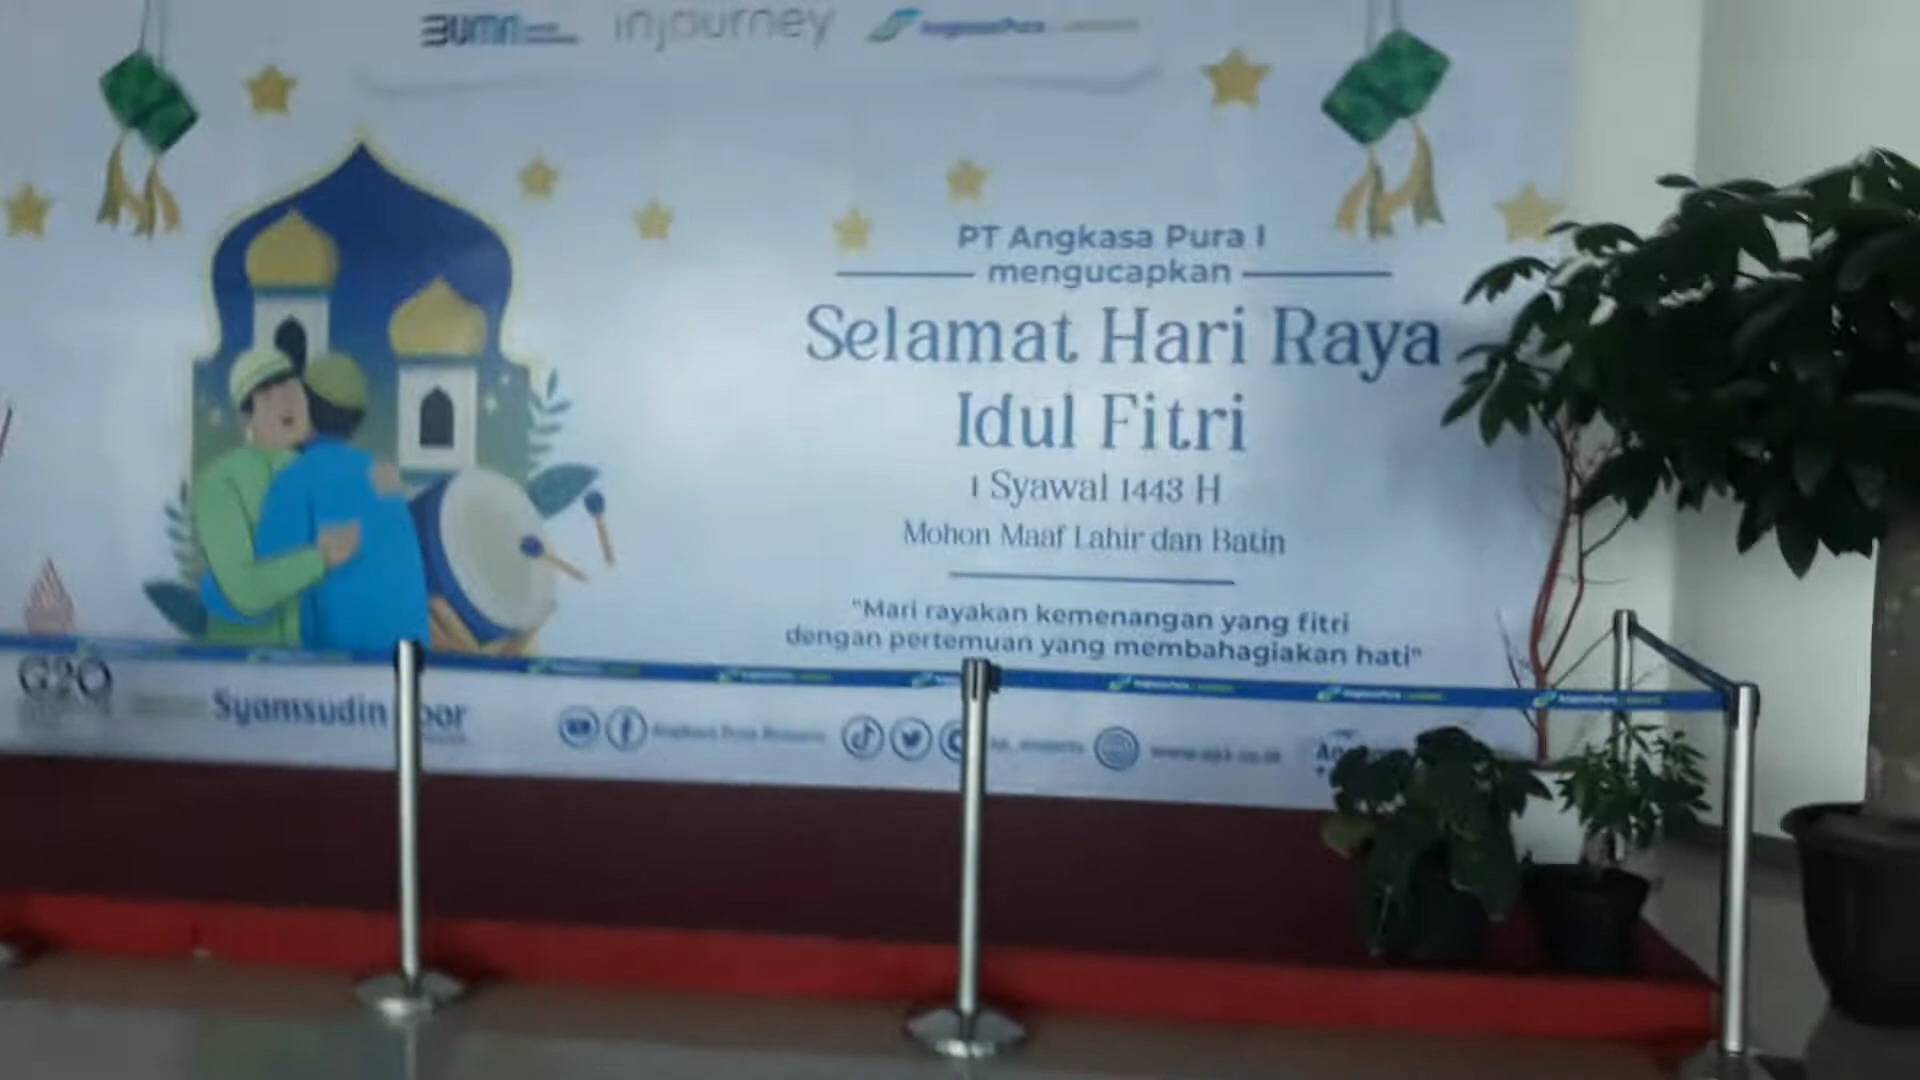 BUMN
injourney
AngkasaPura
PT Angkasa Pura I
mengucapkan
Selamat Hari Raya
Idul Fitri
1 Syawal 1443 H
Mohon Maaf Lahir dan Batin
"Mari rayakan kemenangan yang fitri
dengan pertemuan yang membahagiakan hati"
G20
Syamsudin